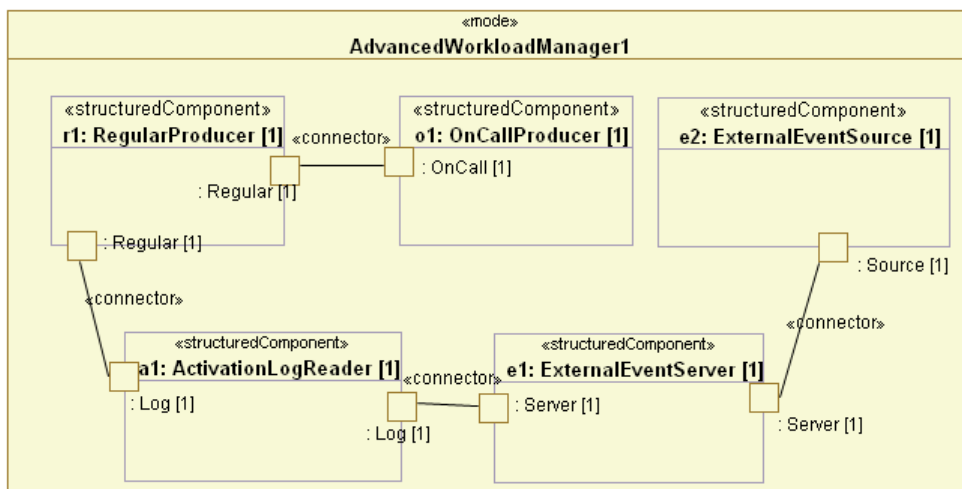 «mode»
AdvancedWorkloadManager1
«structuredComponent»
r1: RegularProducer [1]
«connector»
«structuredComponent»
o1: OnCallProducer [1]
«structuredComponent»
e2: ExternalEventSource [1]
: Regular [1]
: OnCall [1]
: Regular [1]
: Source [1]
«connector»
«connector»
«structuredComponent»
a1: ActivationLogReader [1]
«connector»
«structuredComponent»
e1: ExternalEventServer [1]
: Log [1]
: Log [1]
: Server [1]
: Server [1]